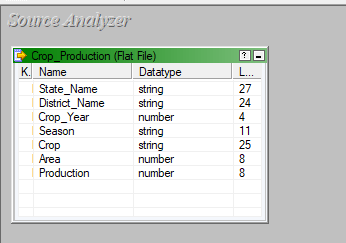 Source Analyzer
Crop_Production (Flat File)
K. Name Datatype L...
State_Name string 27
District_Name string 24
Crop_Year number 4
Season string 11
Crop string 25
Area number 8
Production number 8